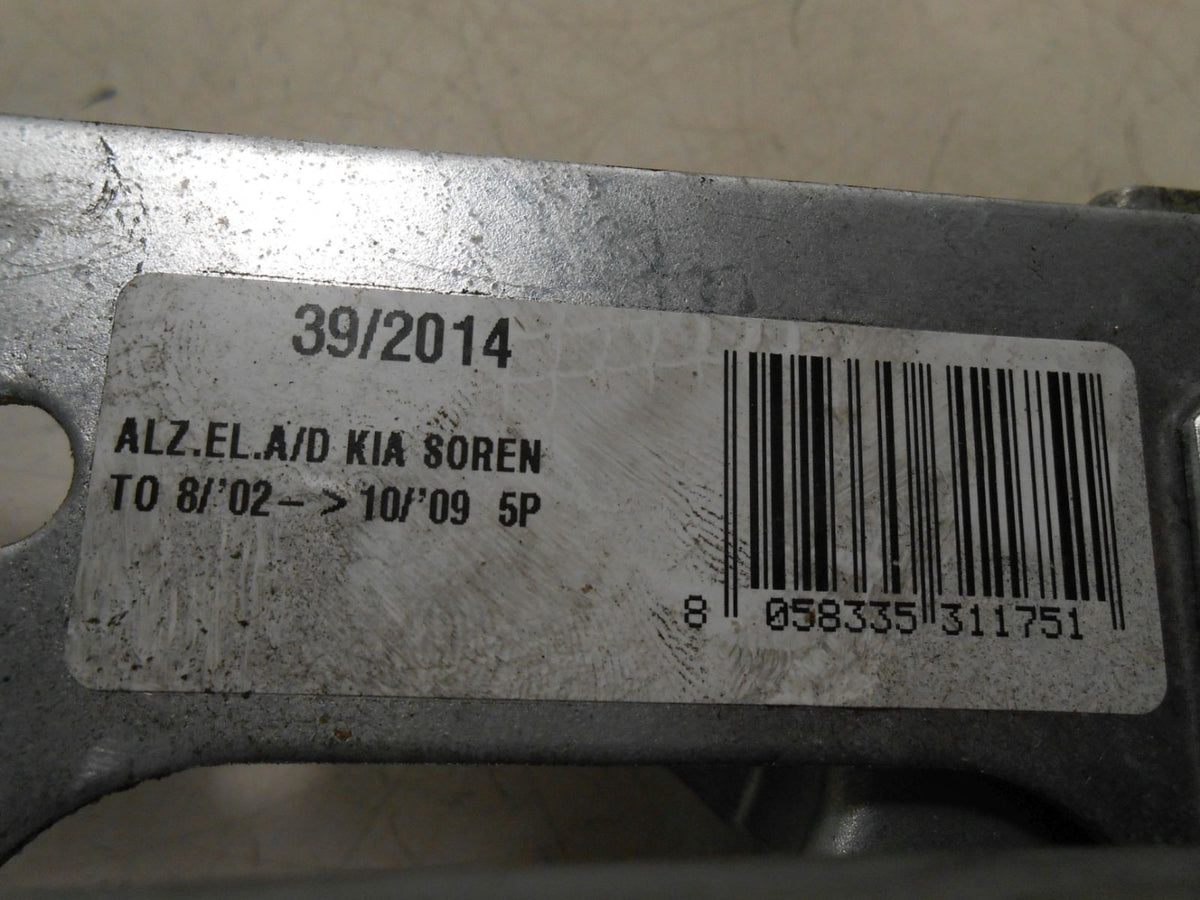 39/2014
ALZ.EL.A/D KIA SOREN
TO 8/'02-> 10/'09 5P
8 058335 311751